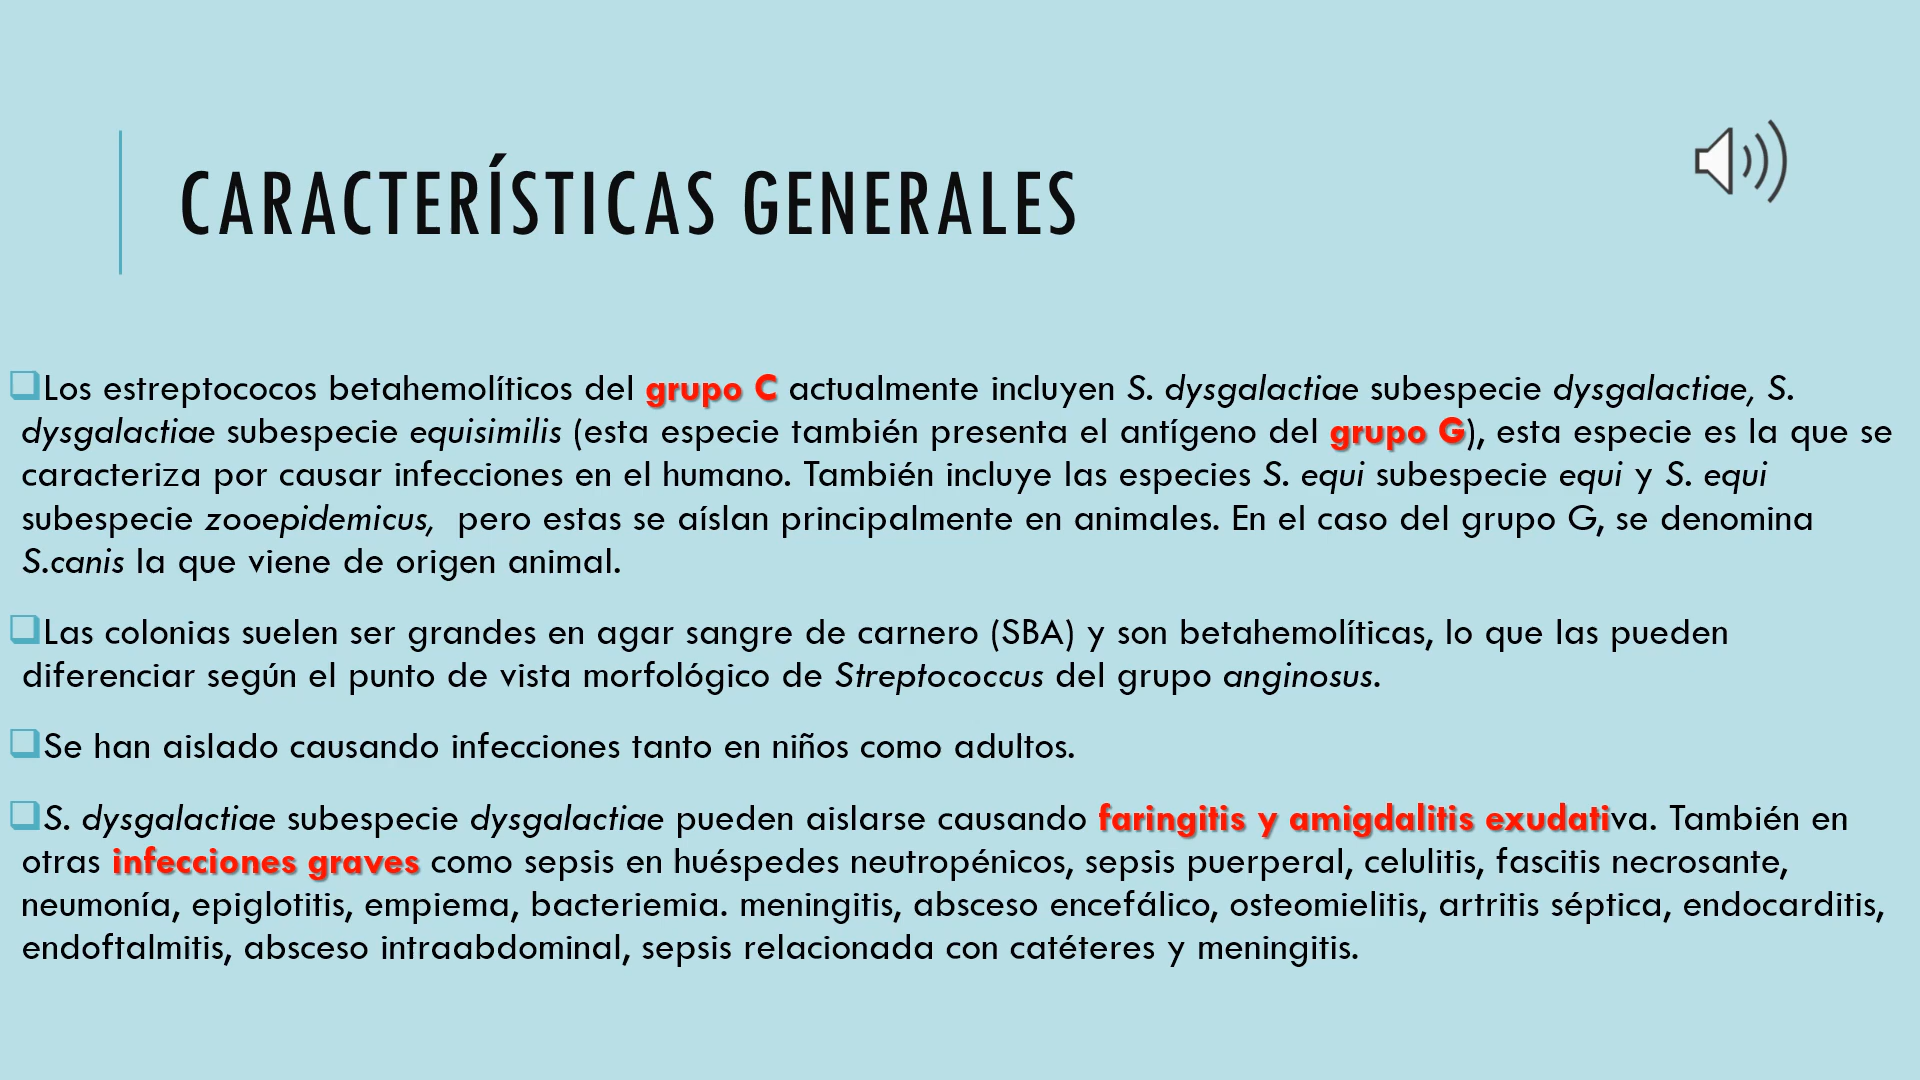 CARACTERÍSTICAS GENERALES
Los estreptococos betahemolíticos del grupo C actualmente incluyen S. dysgalactiae subespecie dysgalactiae, S.
dysgalactiae subespecie equisimilis (esta especie también presenta el antígeno del grupo G), esta especie es la que se
caracteriza por causar infecciones en el humano. También incluye las especies S. equi subespecie equi y S. equi
subespecie zooepidemicus, pero estas se aíslan principalmente en animales. En el caso del grupo G, se denomina
S.canis la que viene de origen animal.
Las colonias suelen ser grandes en agar sangre de carnero (SBA) y son betahemolíticas, lo que las pueden
diferenciar según el punto de vista morfológico de Streptococcus del grupo anginosus.
Se han aislado causando infecciones tanto en niños como adultos.
S. dysgalactiae subespecie dysgalactiae pueden aislarse causando faringitis y amigdalitis exudativa. También en
otras infecciones graves como sepsis en huéspedes neutropénicos, sepsis puerperal, celulitis, fascitis necrosante,
neumonía, epiglotitis, empiema, bacteriemia. meningitis, absceso encefálico, osteomielitis, artritis séptica, endocarditis,
endoftalmitis, absceso intraabdominal, sepsis relacionada con catéteres y meningitis.